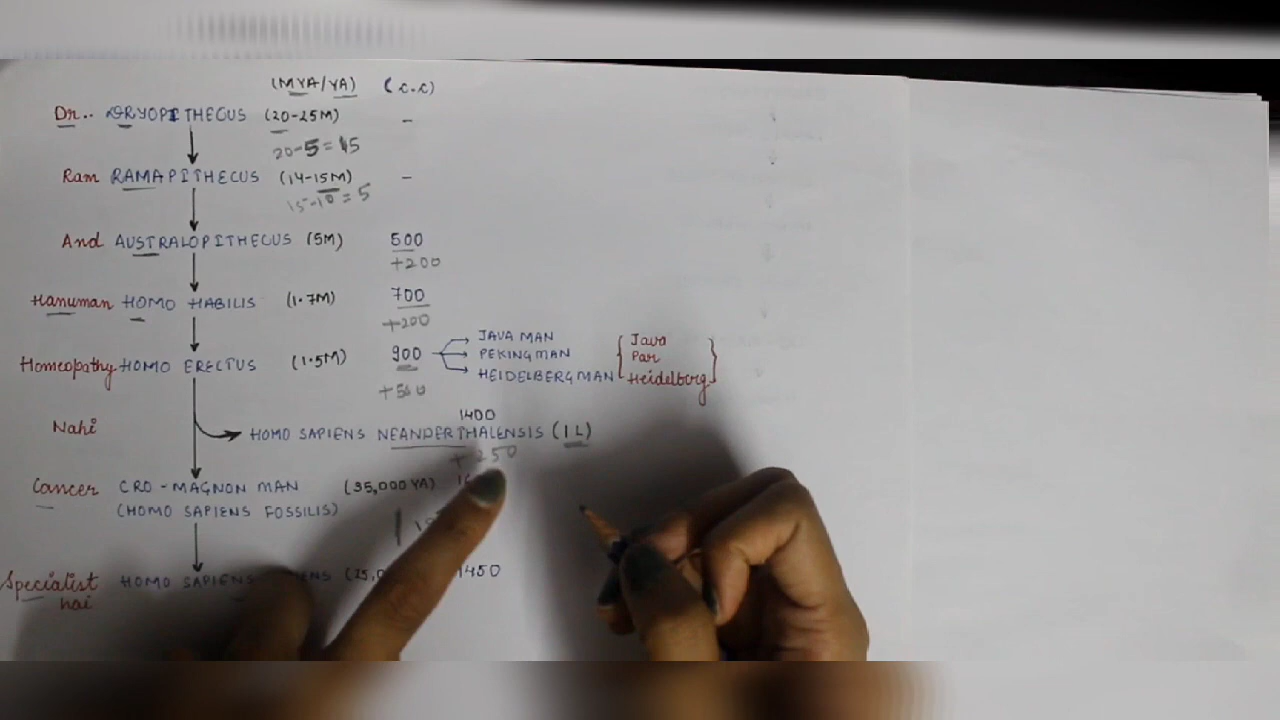 (MYA/YA) (C.C)
Dr.. DRYOPITHECUS (20-25M) -
20-5=15
Ram RAMAPITHECUS (14-15M) -
15-10=5
And AUSTRALOPITHECUS (5M) 500
+200
Hanuman HOMO HABILIS (1.7M) 700
+200
Homeopathy HOMO ERECTUS (1.5M) 900
+500
JAVA MAN
PEKING MAN
HEIDELBERG MAN
Java
Par
Heidelberg
1400
Nahi HOMO SAPIENS NEANDERTHALENSIS (1L)
+250
Cancer CRO-MAGNON MAN (35,000 YA)
(HOMO SAPIENS FOSSILIS)
Specialist HOMO SAPIENS 1450
hai